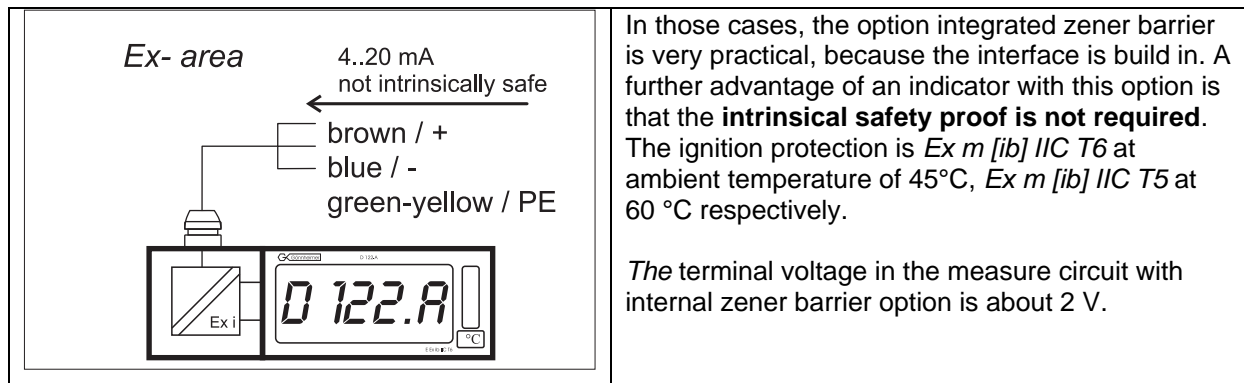 Ex- area
4..20 mA
not intrinsically safe
brown / +
blue / -
green-yellow / PE
D 122.A
D 122.A
Ex i
°C
In those cases, the option integrated zener barrier
is very practical, because the interface is build in. A
further advantage of an indicator with this option is
that the intrinsical safety proof is not required.
The ignition protection is Ex m [ib] IIC T6 at
ambient temperature of 45°C, Ex m [ib] IIC T5 at
60 °C respectively.
The terminal voltage in the measure circuit with
internal zener barrier option is about 2 V.